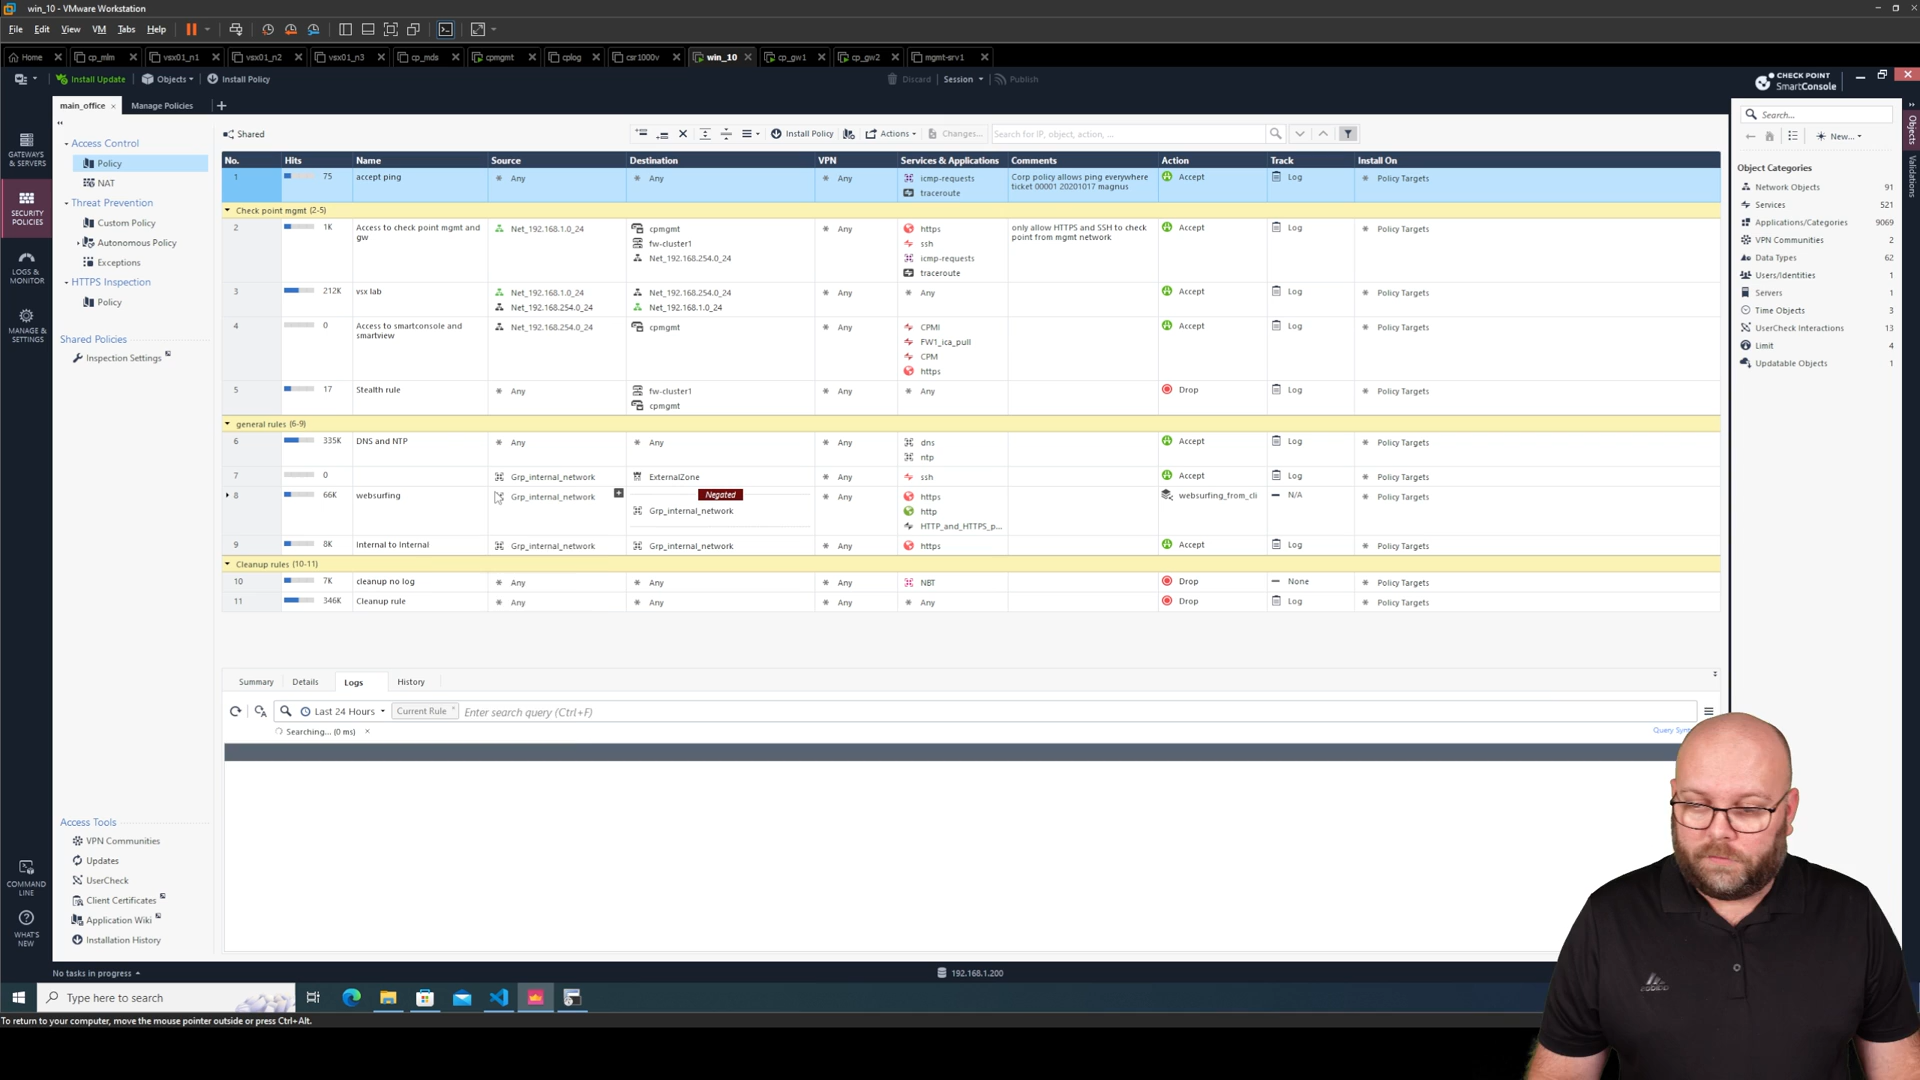 win_10 - VMware Workstation
File Edit View VM Tabs Help
Home cp_mlm vsx01_n1 vsx01_n2 vsx01_n3 cp_mds cpmgmt cplog csr1000v win_10 cp_gw1 cp_gw2 mgmt-srv1
Install Update Objects Install Policy Discard Session Publish
CHECK POINT
SmartConsole
main_office Manage Policies
GATEWAYS & SERVERS
SECURITY POLICIES
LOGS & MONITOR
MANAGE & SETTINGS
COMMAND LINE
WHAT'S NEW
Access Control
Policy
NAT
Threat Prevention
Custom Policy
Autonomous Policy
Exceptions
HTTPS Inspection
Policy
Shared Policies
Inspection Settings
Access Tools
VPN Communities
Updates
UserCheck
Client Certificates
Application Wiki
Installation History
Shared Install Policy Actions Changes... Search for IP, object, action, ...
No. Hits Name Source Destination VPN Services & Applications Comments Action Track Install On
1 75 accept ping Any Any Any icmp-requests Corp policy allows ping everywhere Accept Log Policy Targets
traceroute ticket 00001 20201017 magnus
Check point mgmt (2-5)
2 1K Access to check point mgmt and Net_192.168.1.0_24 cpmgmt Any https only allow HTTPS and SSH to check Accept Log Policy Targets
gw fw-cluster1 ssh point from mgmt network
Net_192.168.254.0_24 icmp-requests
traceroute
3 212K vsx lab Net_192.168.1.0_24 Net_192.168.254.0_24 Any Any Accept Log Policy Targets
Net_192.168.254.0_24 Net_192.168.1.0_24
4 0 Access to smartconsole and Net_192.168.254.0_24 cpmgmt Any CPMI Accept Log Policy Targets
smartview FW1_ica_pull
CPM
https
5 17 Stealth rule Any fw-cluster1 Any Any Drop Log Policy Targets
cpmgmt
general rules (6-9)
6 335K DNS and NTP Any Any Any dns Accept Log Policy Targets
ntp
7 0 Grp_internal_network ExternalZone Any ssh Accept Log Policy Targets
8 66K websurfing Grp_internal_network Negated Any https websurfing_from_cli N/A Policy Targets
Grp_internal_network http
HTTP_and_HTTPS_p...
9 8K Internal to Internal Grp_internal_network Grp_internal_network Any https Accept Log Policy Targets
Cleanup rules (10-11)
10 7K cleanup no log Any Any Any NBT Drop None Policy Targets
11 346K Cleanup rule Any Any Any Any Drop Log Policy Targets
Summary Details Logs History
Last 24 Hours Current Rule Enter search query (Ctrl+F)
Searching... (0 ms)
Search...
New...
Object Categories
Network Objects 91
Services 521
Applications/Categories 9069
VPN Communities 2
Data Types 62
Users/Identities 1
Servers 1
Time Objects 3
UserCheck Interactions 13
Limit 4
Updatable Objects 1
Objects
Validations
No tasks in progress 192.168.1.200
Type here to search
To return to your computer, move the mouse pointer outside or press Ctrl+Alt.